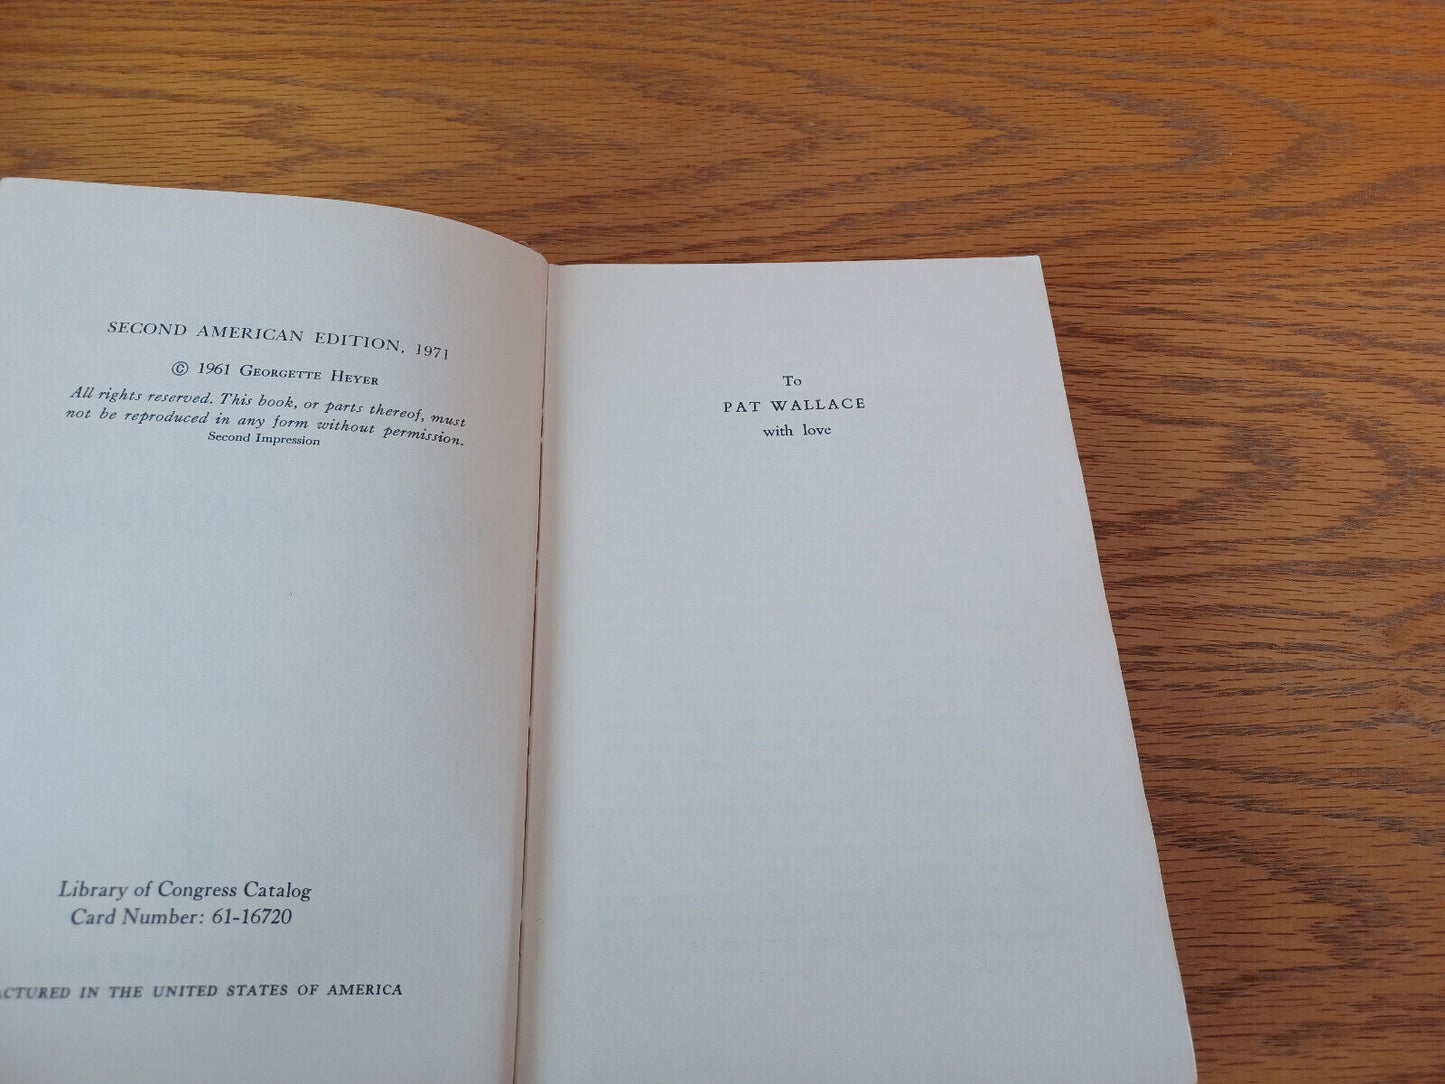 SECOND AMERICAN EDITION, 1971
© 1961 GEORGETTE HEYER
All rights reserved. This book, or parts thereof, must
not be reproduced in any form without permission.
Second Impression
Library of Congress Catalog
Card Number: 61-16720
ACTURED IN THE UNITED STATES OF AMERICA
To
PAT WALLACE
with love